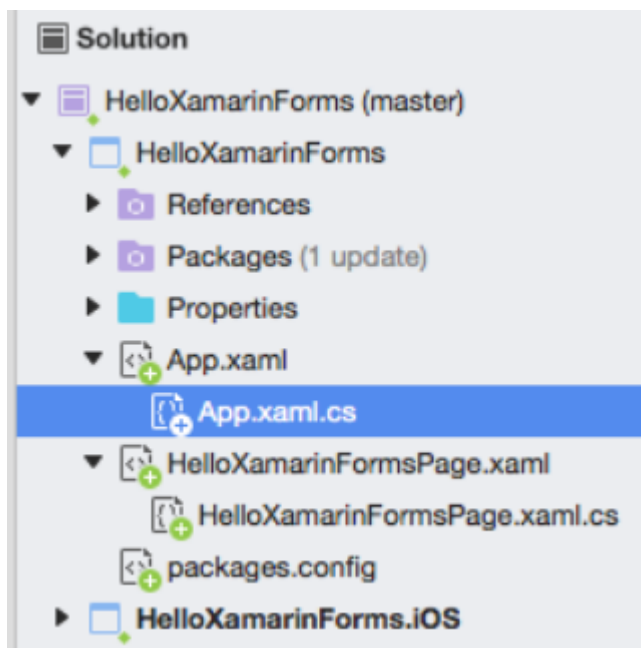 Solution
HelloXamarinForms (master)
HelloXamarinForms
References
Packages (1 update)
Properties
App.xaml
App.xaml.cs
HelloXamarinFormsPage.xaml
HelloXamarinFormsPage.xaml.cs
packages.config
HelloXamarinForms.iOS